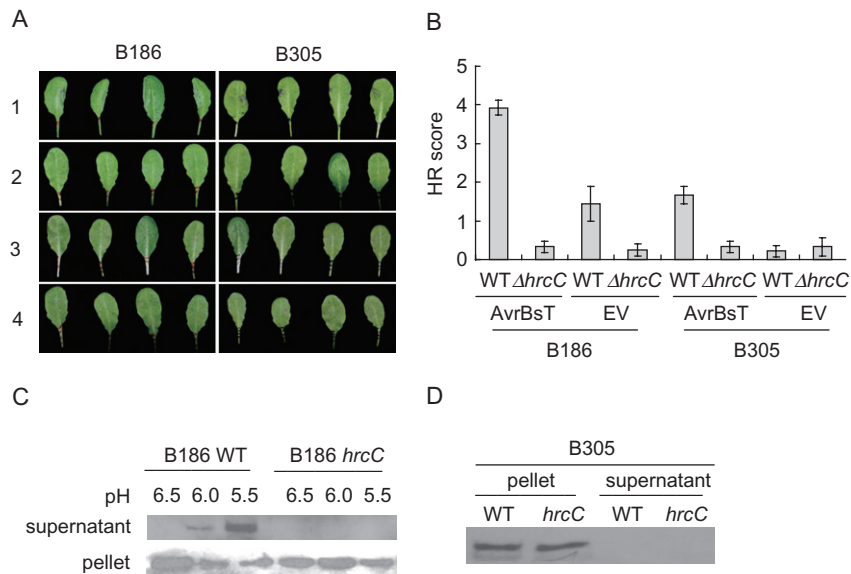 A
B186 B305
1
2
3
4
B
HR score
5
4
3
2
1
0
WT ΔhrcC WT ΔhrcC WT ΔhrcC WT ΔhrcC
AvrBsT EV AvrBsT EV
B186 B305
C
B186 WT B186 hrcC
pH 6.5 6.0 5.5 6.5 6.0 5.5
supernatant
pellet
D
B305
pellet supernatant
WT hrcC WT hrcC